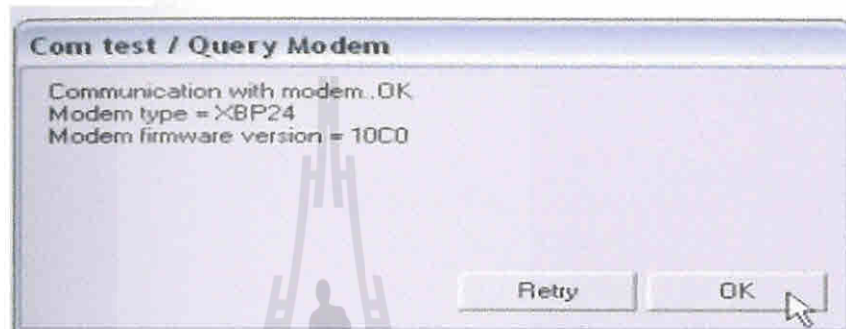 Com test / Query Modem
Communication with modem..OK
Modem type = XBP24
Modem firmware version = 10C0
Retry
OK